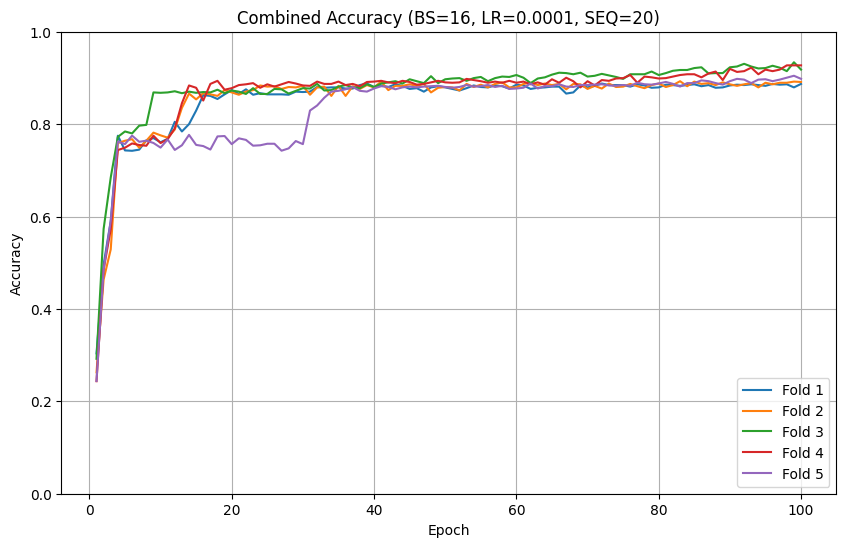 Combined Accuracy (BS=16, LR=0.0001, SEQ=20)
1.0
0.8
0.6
0.4
0.2
0.0
Accuracy
0 20 40 60 80 100
Epoch
Fold 1
Fold 2
Fold 3
Fold 4
Fold 5